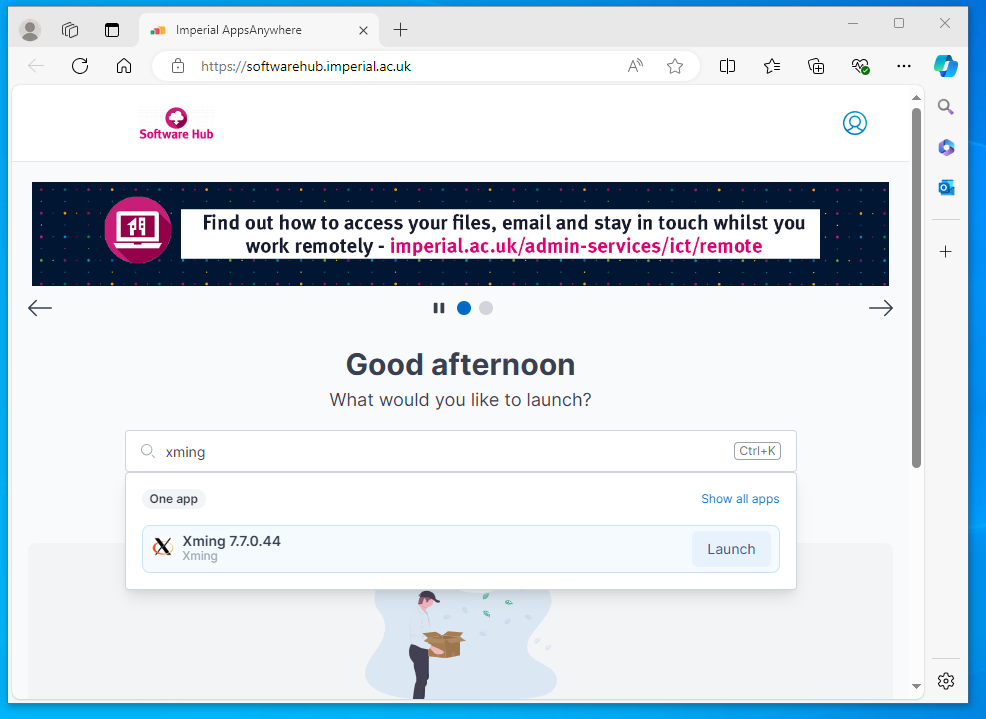 Imperial AppsAnywhere
https://softwarehub.imperial.ac.uk
Software Hub
Find out how to access your files, email and stay in touch whilst you
work remotely - imperial.ac.uk/admin-services/ict/remote
Good afternoon
What would you like to launch?
xming
Ctrl+K
One app
Show all apps
Xming 7.7.0.44
Xming
Launch